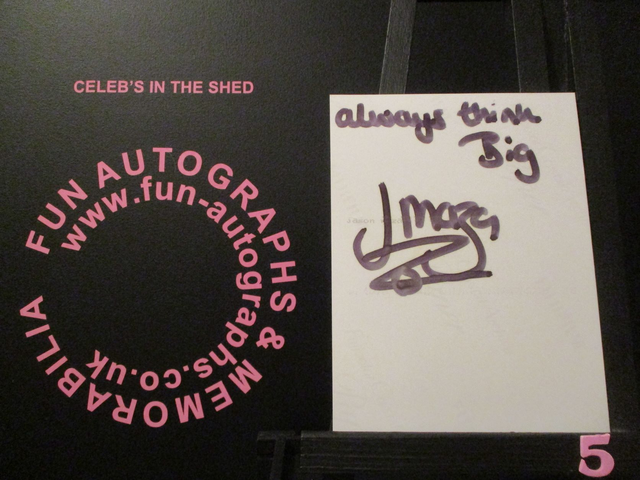 CELEB'S IN THE SHED
FUN AUTOGRAPHS & MEMORABILIA
www.fun-autographs.co.uk
always think
Big
5